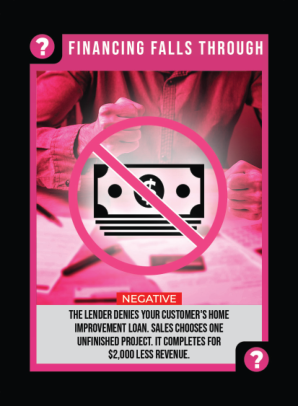 ?
FINANCING FALLS THROUGH
$
NEGATIVE
THE LENDER DENIES YOUR CUSTOMER'S HOME
IMPROVEMENT LOAN. SALES CHOOSES ONE
UNFINISHED PROJECT. IT COMPLETES FOR
$2,000 LESS REVENUE.
?